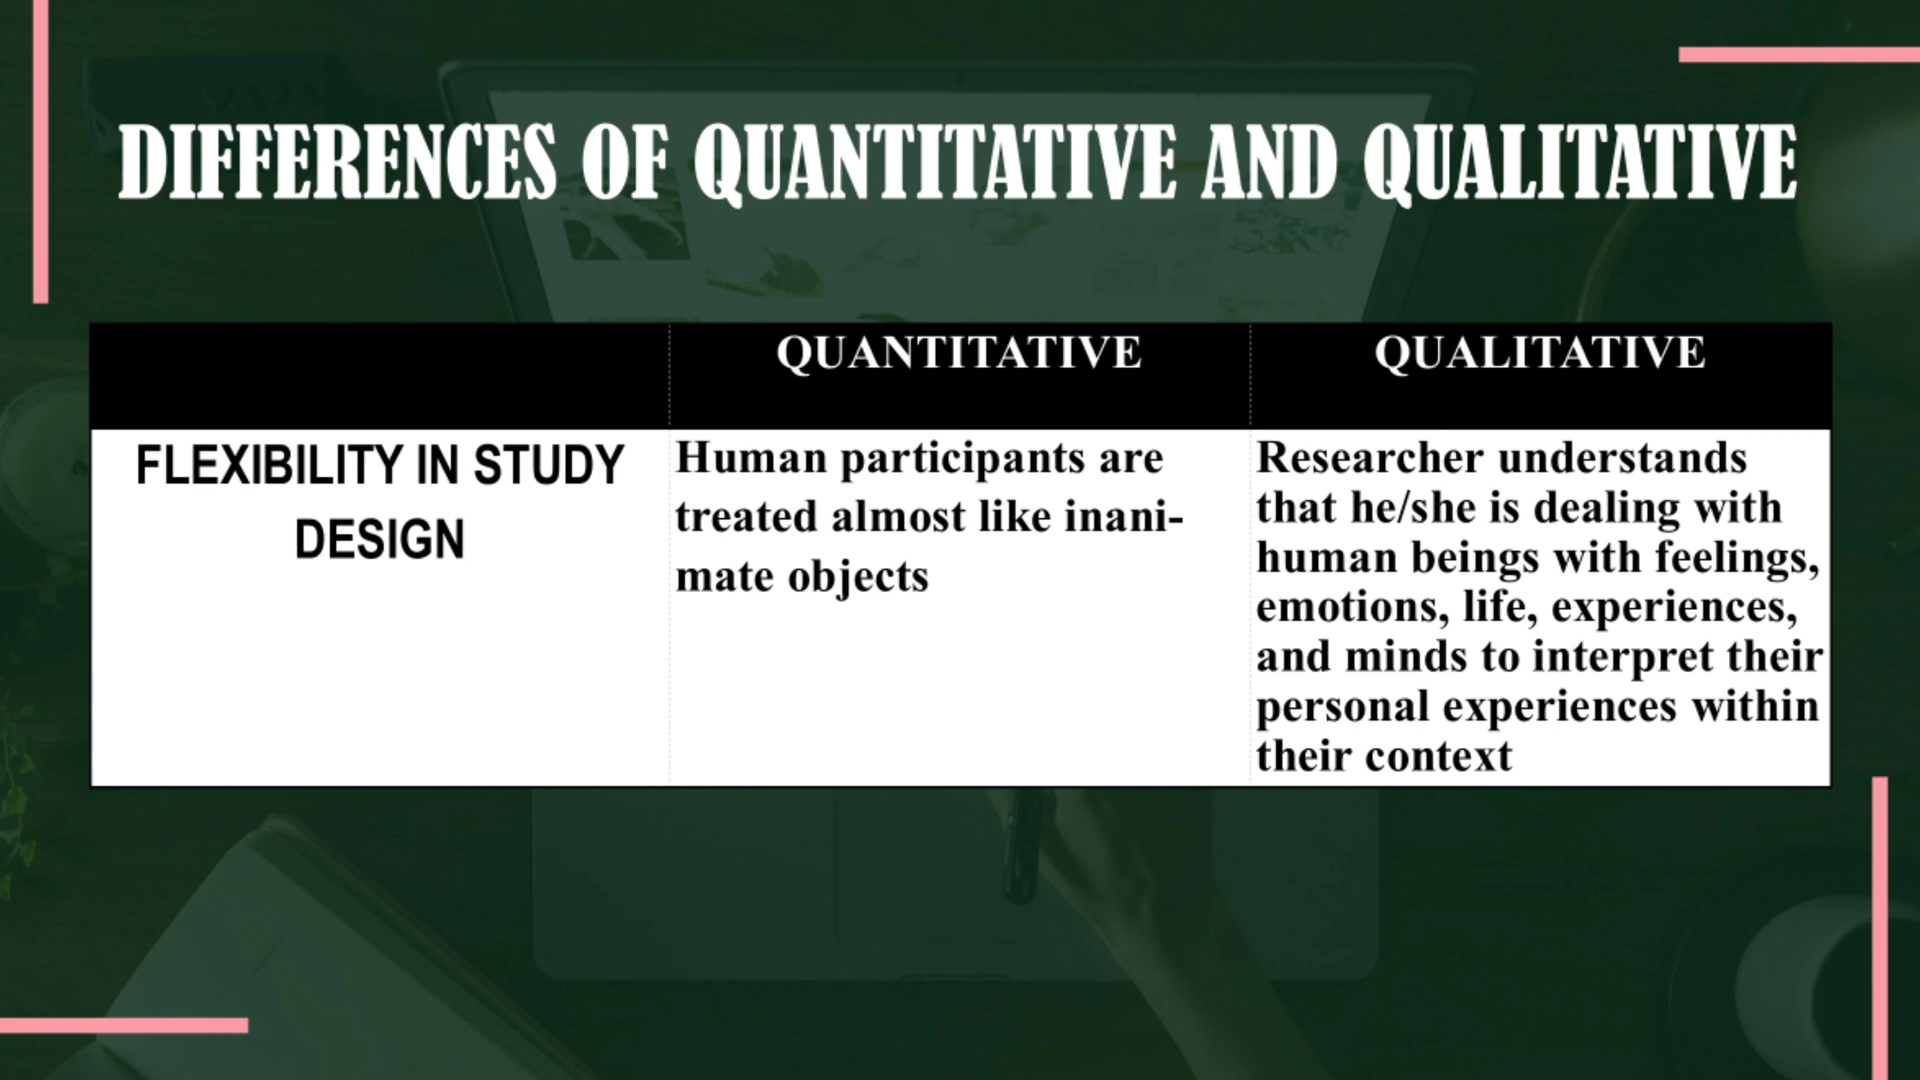 DIFFERENCES OF QUANTITATIVE AND QUALITATIVE
QUANTITATIVE
QUALITATIVE
FLEXIBILITY IN STUDY
DESIGN
Human participants are
treated almost like inani-
mate objects
Researcher understands
that he/she is dealing with
human beings with feelings,
emotions, life, experiences,
and minds to interpret their
personal experiences within
their context